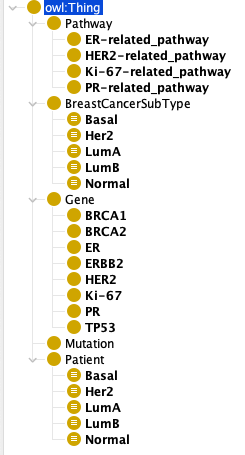 owl:Thing
Pathway
ER-related_pathway
HER2-related_pathway
Ki-67-related_pathway
PR-related_pathway
BreastCancerSubType
Basal
Her2
LumA
LumB
Normal
Gene
BRCA1
BRCA2
ER
ERBB2
HER2
Ki-67
PR
TP53
Mutation
Patient
Basal
Her2
LumA
LumB
Normal